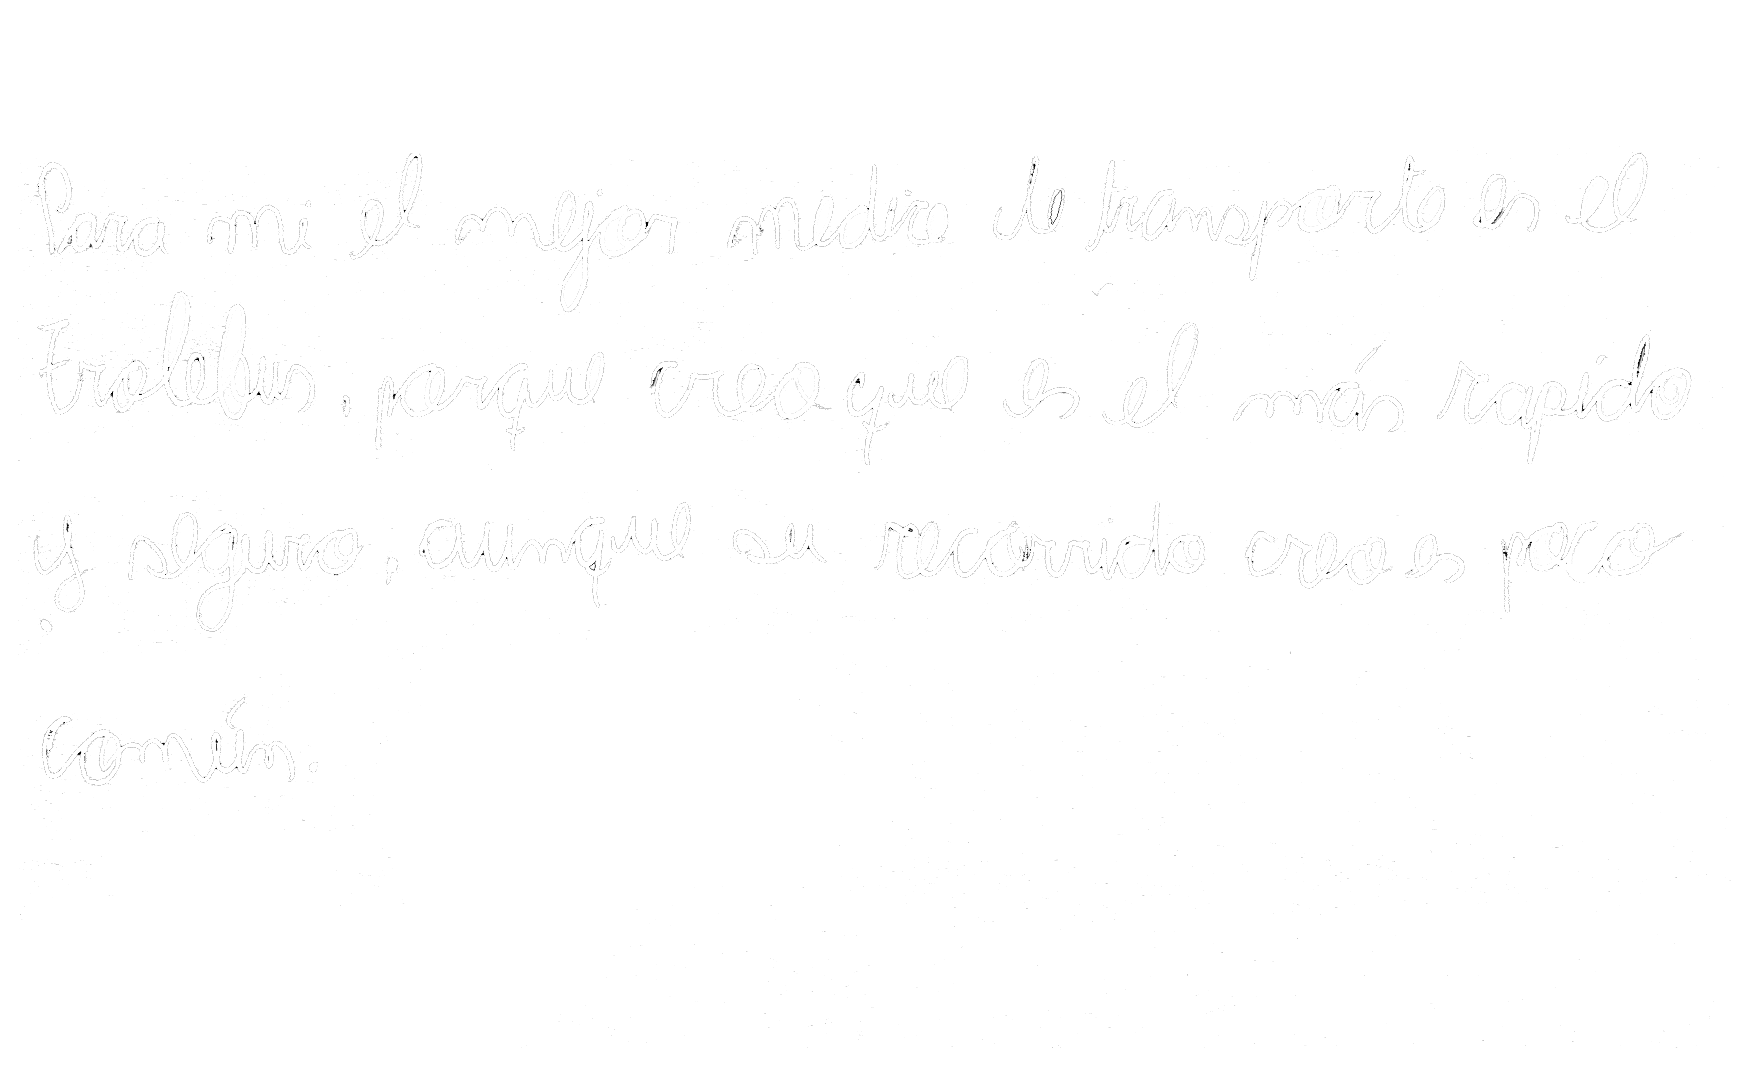 Para mi el mejor medio de transporte es el
Trolebus, porque creo que es el más rapido
y seguro, aunque su recorrido creo es poco
común.